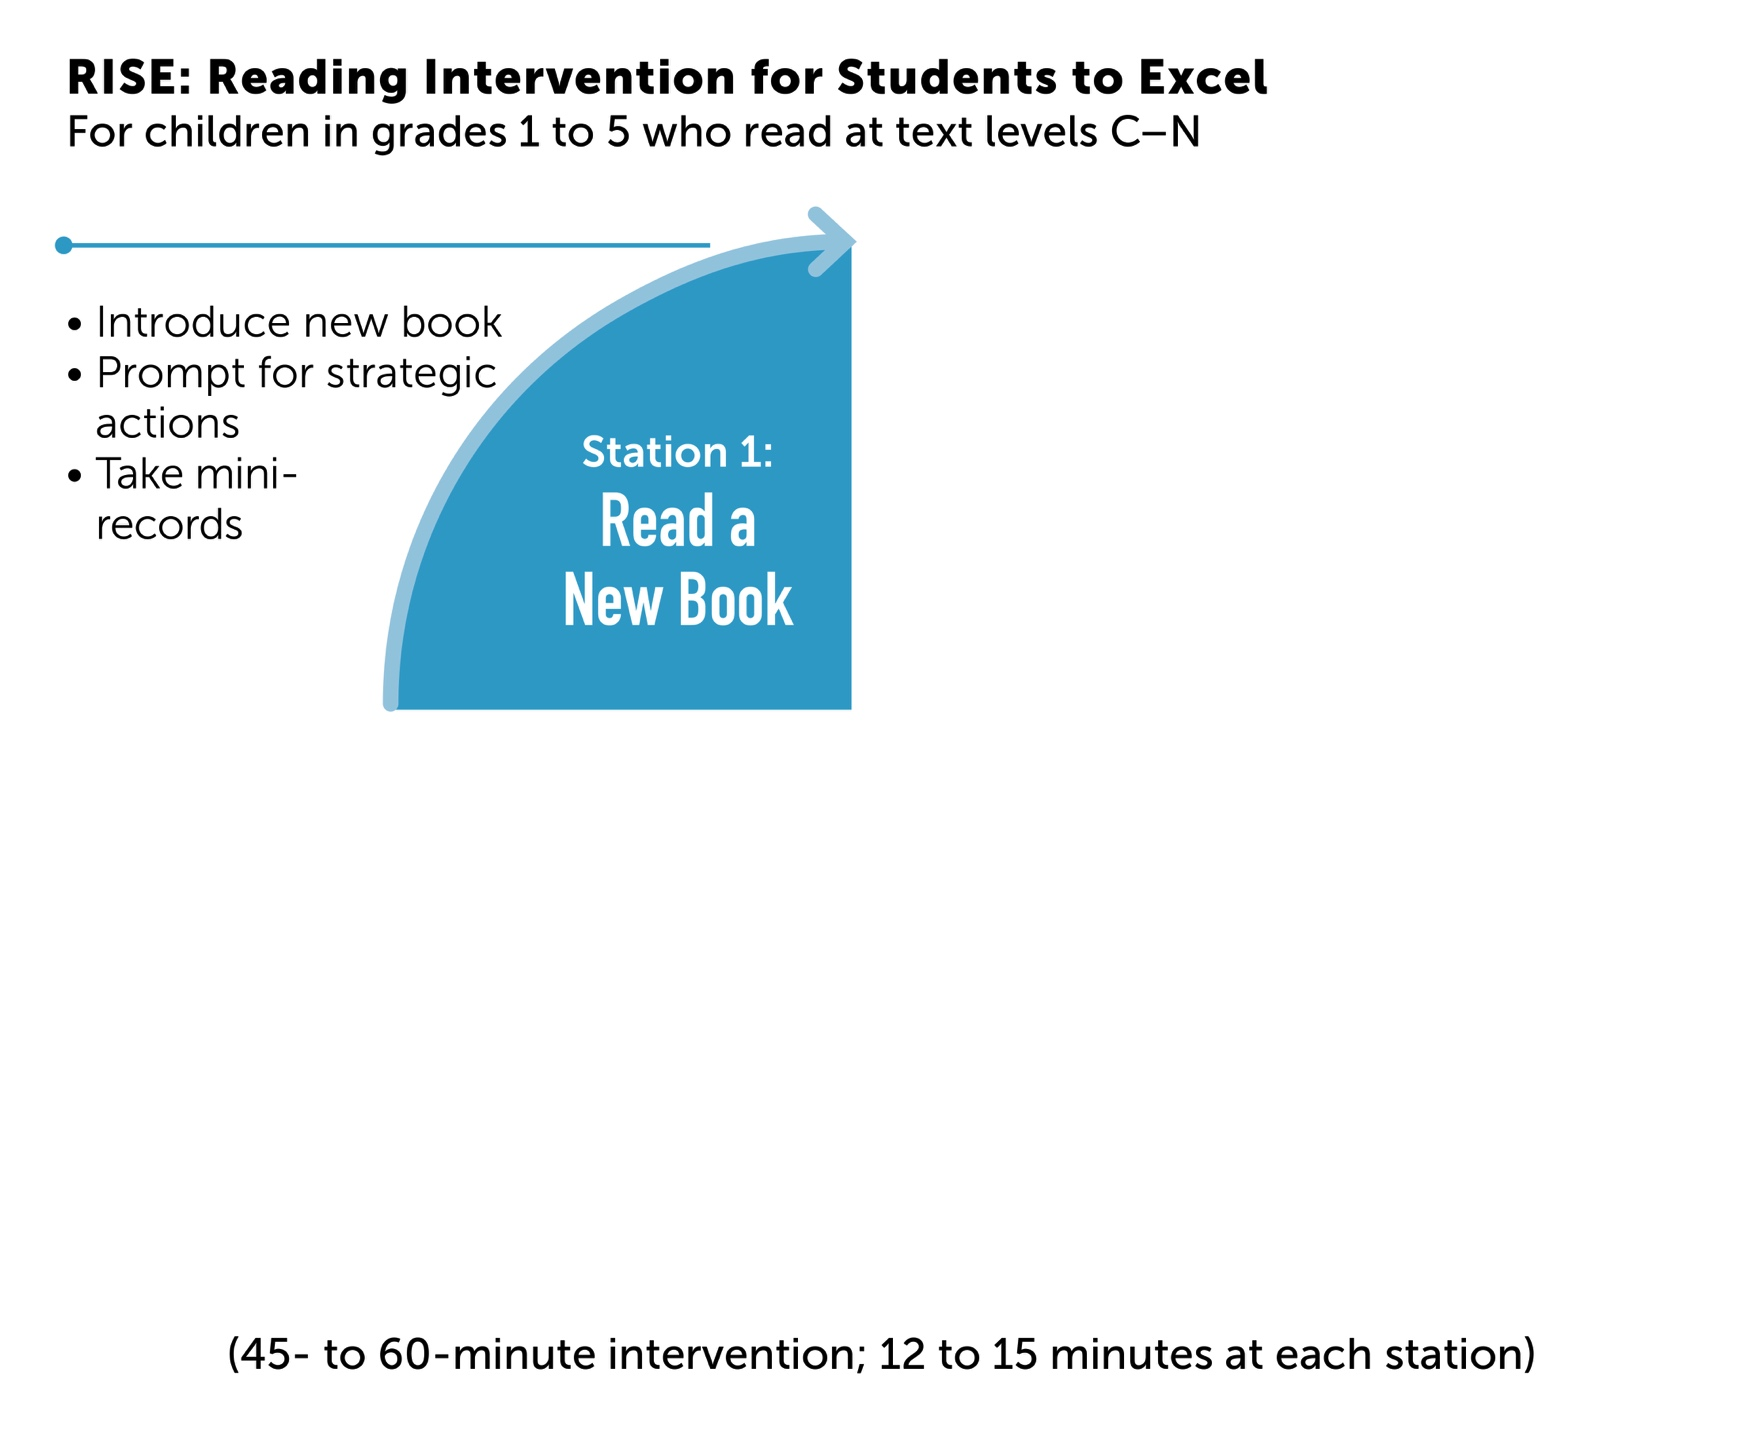 RISE: Reading Intervention for Students to Excel
For children in grades 1 to 5 who read at text levels C–N
• Introduce new book
• Prompt for strategic
actions
• Take mini-
records
Station 1:
Read a
New Book
(45- to 60-minute intervention; 12 to 15 minutes at each station)